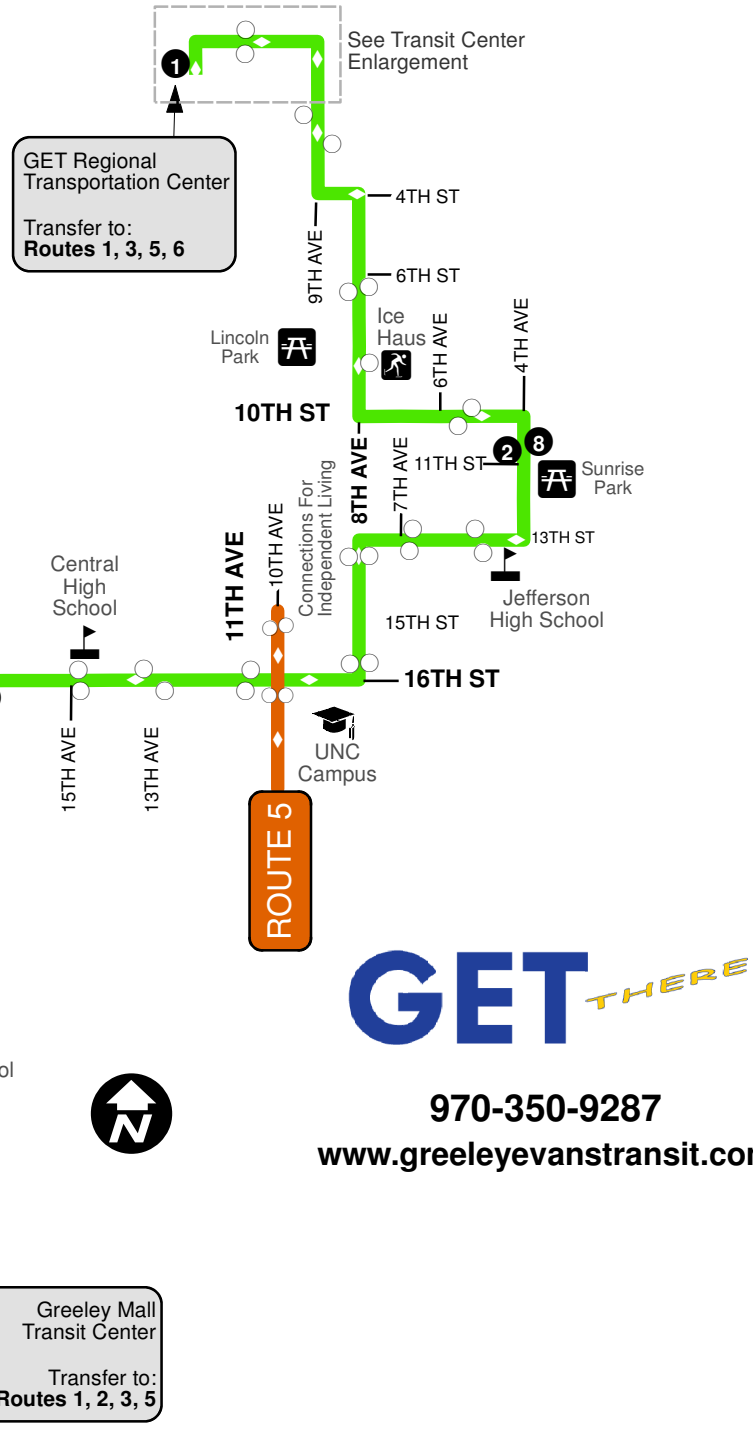 See Transit Center
Enlargement
1
GET Regional
Transportation Center
Transfer to:
Routes 1, 3, 5, 6
4TH ST
9TH AVE
6TH ST
Ice
Haus
Lincoln
Park
6TH AVE
4TH AVE
10TH ST
8TH AVE
7TH AVE
11TH ST
2
8
Sunrise
Park
13TH ST
Connections For
Independent Living
10TH AVE
11TH AVE
Central
High
School
Jefferson
High School
15TH ST
16TH ST
15TH AVE
13TH AVE
UNC
Campus
ROUTE 5
GET THERE
ol
N
970-350-9287
www.greeleyevanstransit.co
Greeley Mall
Transit Center
Transfer to:
Routes 1, 2, 3, 5